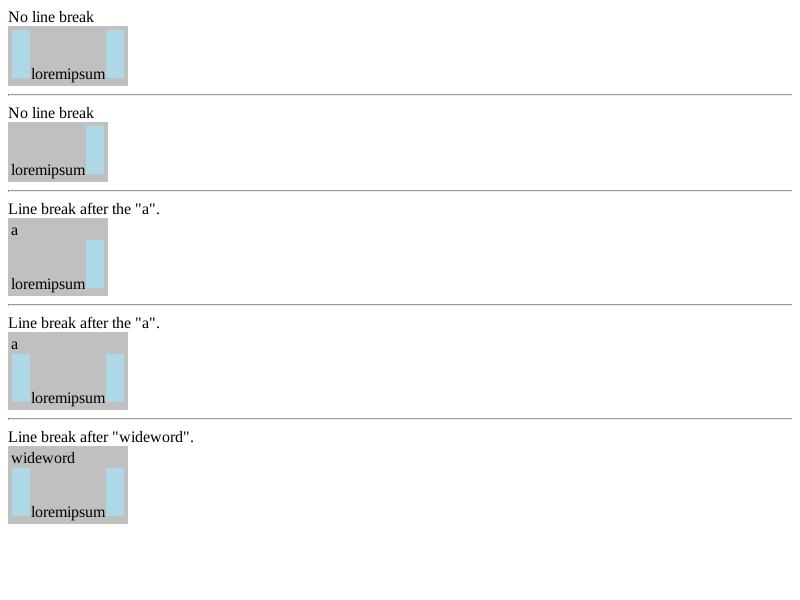 No line break
loremipsum
No line break
loremipsum
Line break after the "a".
a
loremipsum
Line break after the "a".
a
loremipsum
Line break after "wideword".
wideword
loremipsum